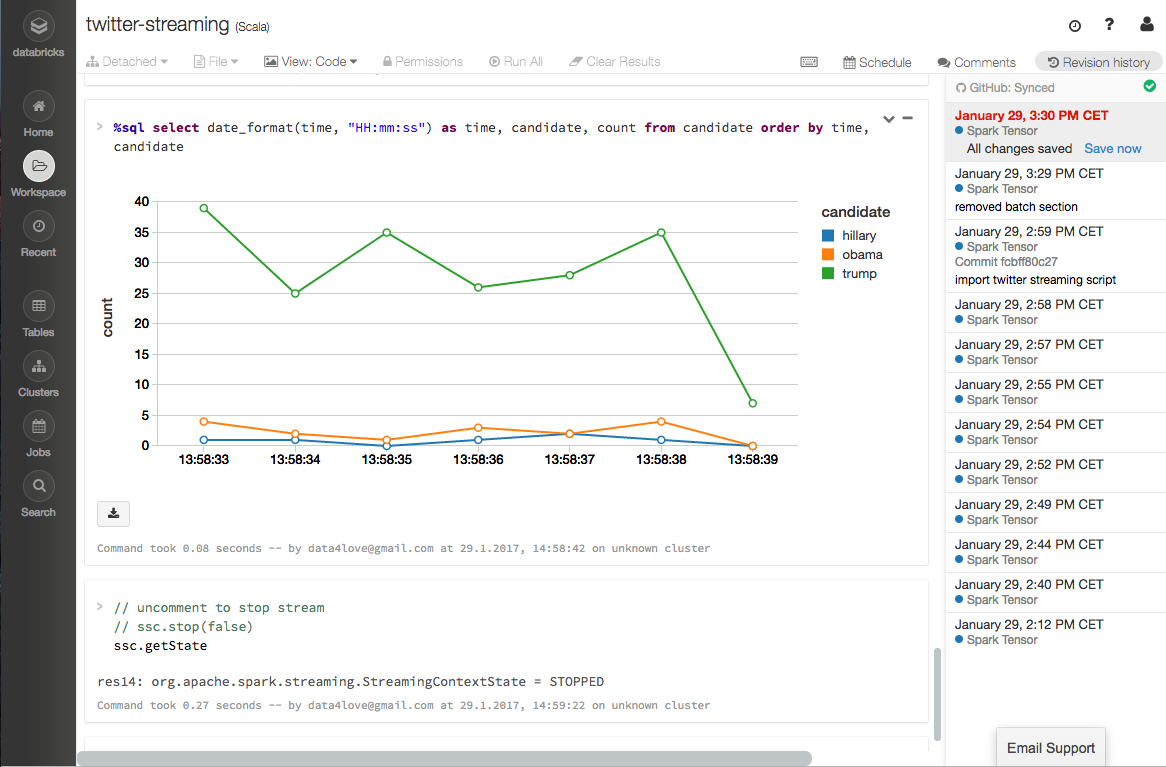 databricks
Home
Workspace
Recent
Tables
Clusters
Jobs
Search
twitter-streaming (Scala)
Detached File View: Code Permissions Run All Clear Results Schedule Comments Revision history
> %sql select date_format(time, "HH:mm:ss") as time, candidate, count from candidate order by time,
candidate
count
40
35
30
25
20
15
10
5
0
13:58:33 13:58:34 13:58:35 13:58:36 13:58:37 13:58:38 13:58:39
candidate
hillary
obama
trump
Command took 0.08 seconds -- by data4love@gmail.com at 29.1.2017, 14:58:42 on unknown cluster
> // uncomment to stop stream
// ssc.stop(false)
ssc.getState
res14: org.apache.spark.streaming.StreamingContextState = STOPPED
Command took 0.27 seconds -- by data4love@gmail.com at 29.1.2017, 14:59:22 on unknown cluster
GitHub: Synced
January 29, 3:30 PM CET
Spark Tensor
All changes saved Save now
January 29, 3:29 PM CET
Spark Tensor
removed batch section
January 29, 2:59 PM CET
Spark Tensor
Commit fcbff80c27
import twitter streaming script
January 29, 2:58 PM CET
Spark Tensor
January 29, 2:57 PM CET
Spark Tensor
January 29, 2:55 PM CET
Spark Tensor
January 29, 2:54 PM CET
Spark Tensor
January 29, 2:52 PM CET
Spark Tensor
January 29, 2:49 PM CET
Spark Tensor
January 29, 2:44 PM CET
Spark Tensor
January 29, 2:40 PM CET
Spark Tensor
January 29, 2:12 PM CET
Spark Tensor
Email Support